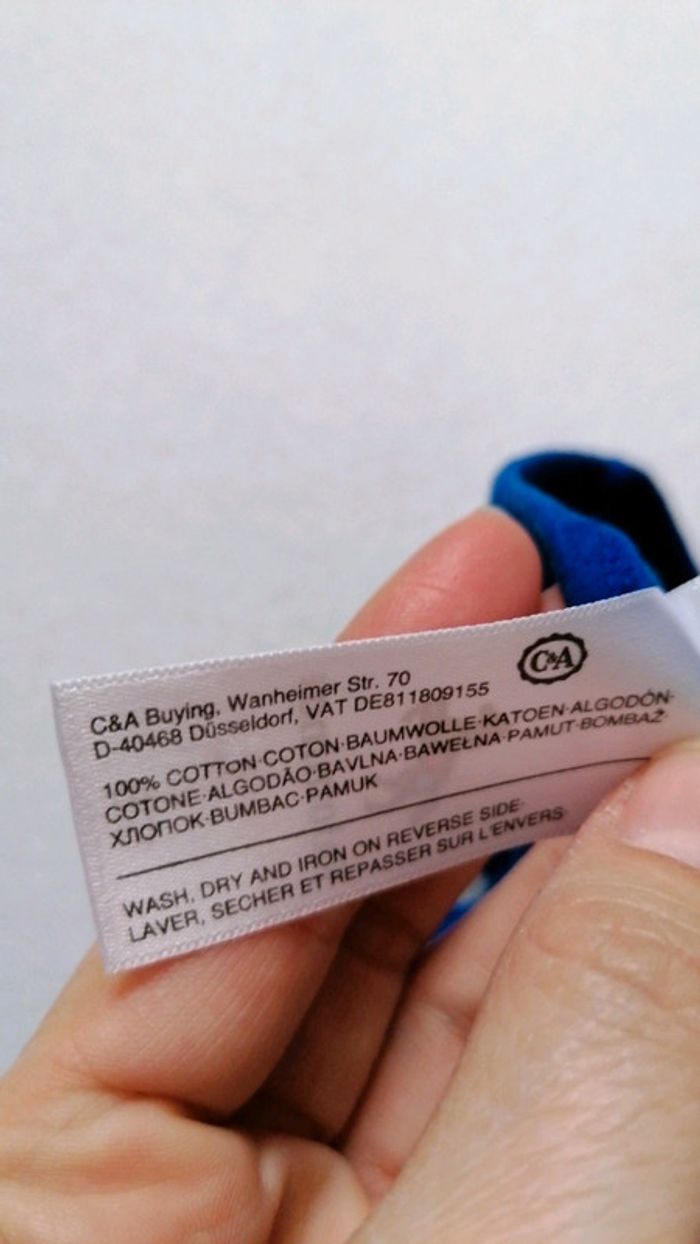 C&A
C&A Buying, Wanheimer Str. 70
D-40468 Düsseldorf, VAT DE811809155
100% COTTON·COTON·BAUMWOLLE·KATOEN·ALGODÓN·
COTONE·ALGODÃO·BAVLNA·BAWEŁNA·PAMUT·BOMBAŽ·
ХЛОПОК·BUMBAC·PAMUK
WASH, DRY AND IRON ON REVERSE SIDE·
LAVER, SECHER ET REPASSER SUR L'ENVERS·